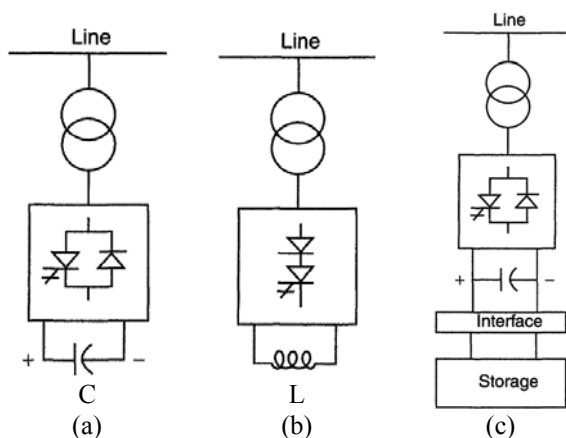 Line
Line
Line
+ −
C
(a)
L
(b)
+ −
Interface
Storage
(c)